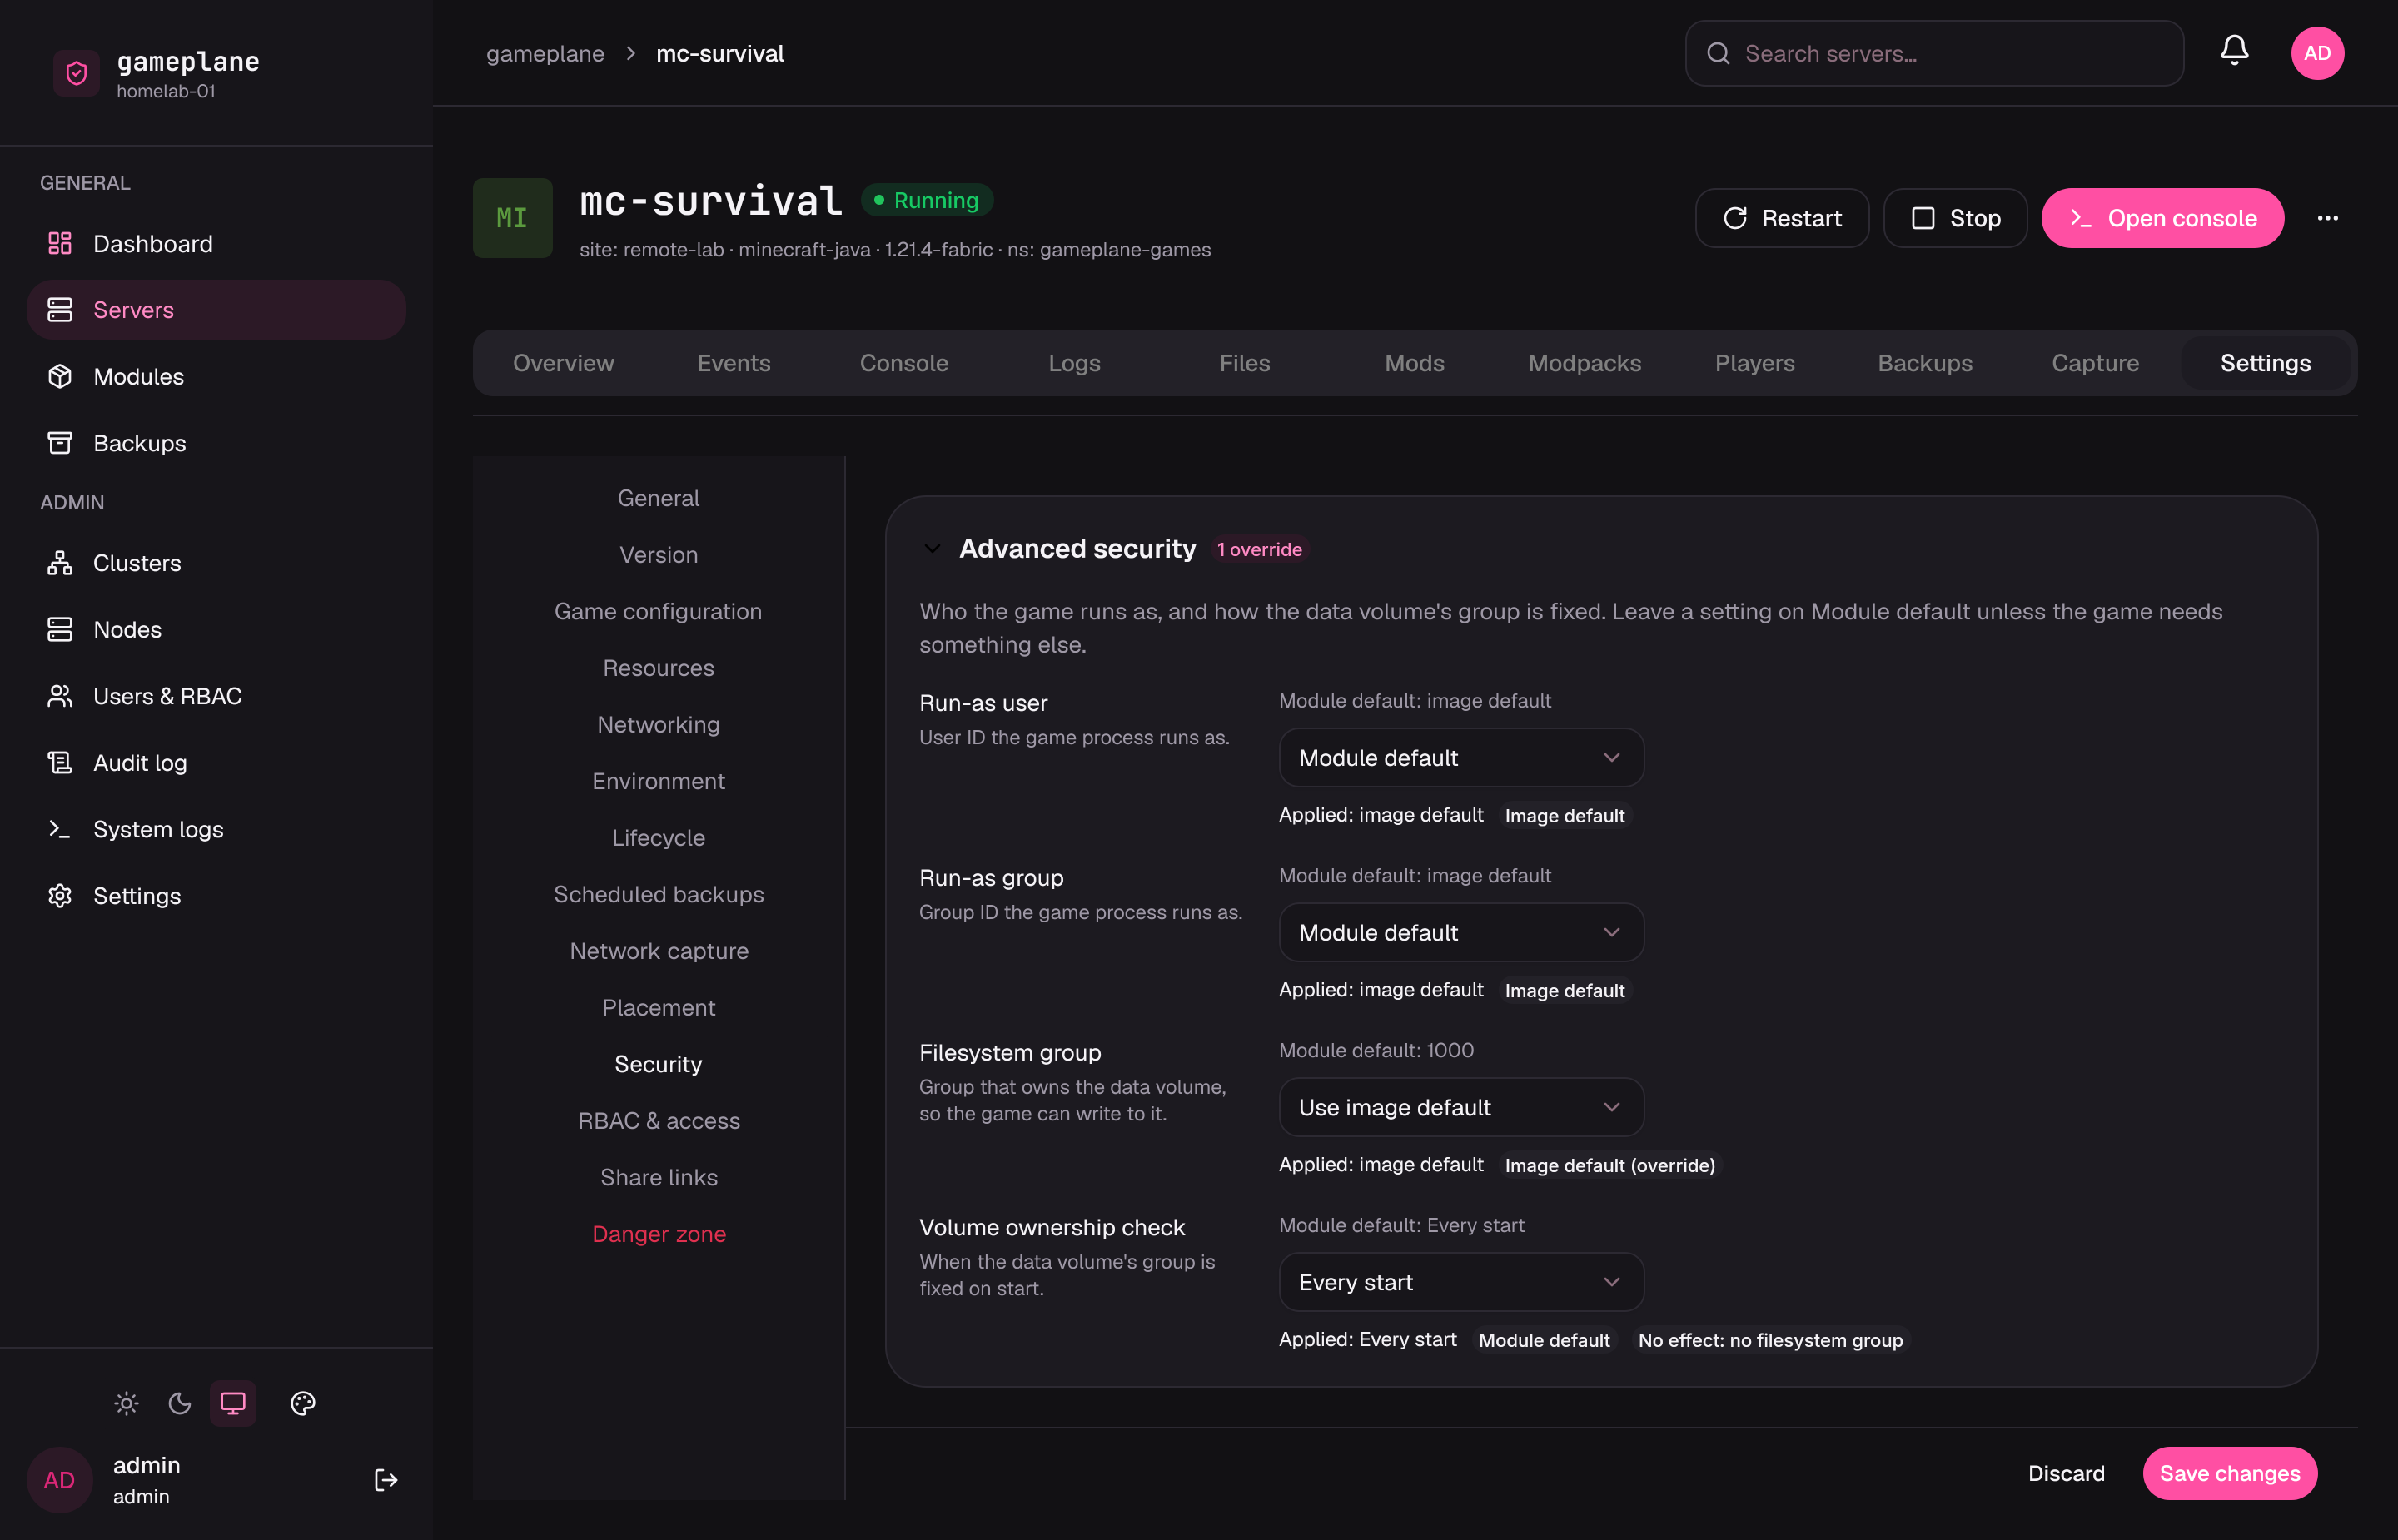 gameplane
homelab-01
GENERAL
Dashboard
Servers
Modules
Backups
ADMIN
Clusters
Nodes
Users & RBAC
Audit log
System logs
Settings
AD
admin
admin
gameplane
mc-survival
Search servers...
AD
MI
mc-survival
Running
site: remote-lab · minecraft-java · 1.21.4-fabric · ns: gameplane-games
Restart
Stop
Open console
Overview
Events
Console
Logs
Files
Mods
Modpacks
Players
Backups
Capture
Settings
General
Version
Game configuration
Resources
Networking
Environment
Lifecycle
Scheduled backups
Network capture
Placement
Security
RBAC & access
Share links
Danger zone
Advanced security
1 override
Who the game runs as, and how the data volume's group is fixed. Leave a setting on Module default unless the game needs
something else.
Run-as user
User ID the game process runs as.
Module default: image default
Module default
Applied: image default
Image default
Run-as group
Group ID the game process runs as.
Module default: image default
Module default
Applied: image default
Image default
Filesystem group
Group that owns the data volume,
so the game can write to it.
Module default: 1000
Use image default
Applied: image default
Image default (override)
Volume ownership check
When the data volume's group is
fixed on start.
Module default: Every start
Every start
Applied: Every start
Module default
No effect: no filesystem group
Discard
Save changes